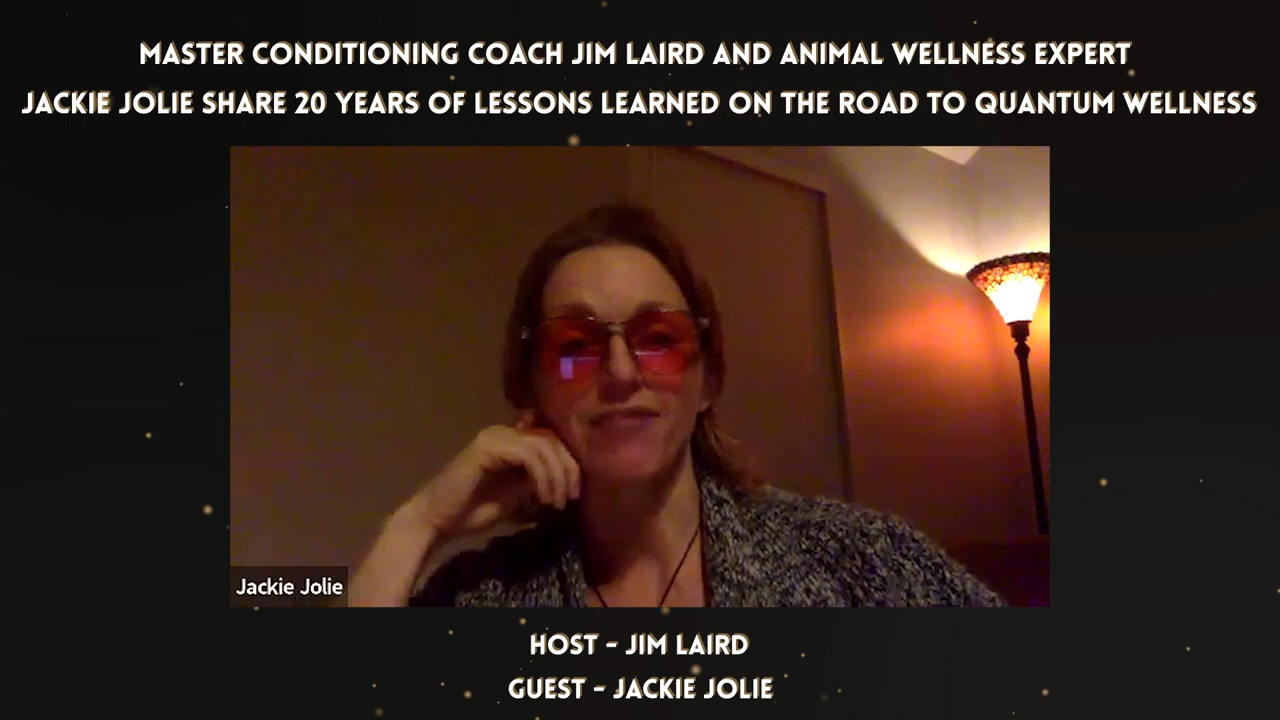 MASTER CONDITIONING COACH JIM LAIRD AND ANIMAL WELLNESS EXPERT
JACKIE JOLIE SHARE 20 YEARS OF LESSONS LEARNED ON THE ROAD TO QUANTUM WELLNESS
Jackie Jolie
HOST - JIM LAIRD
GUEST - JACKIE JOLIE